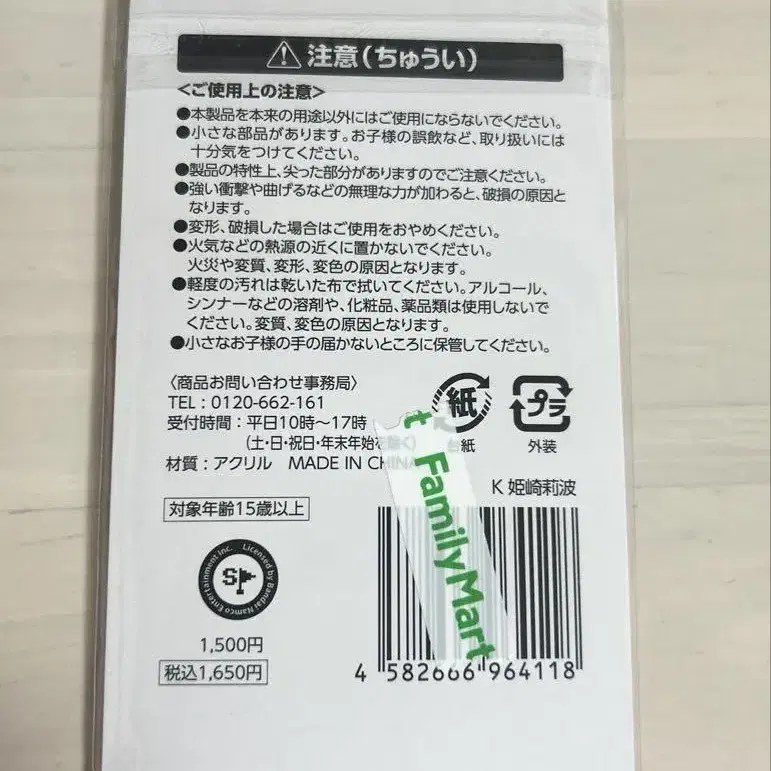 注意(ちゅうい)
<ご使用上の注意>
●本製品を本来の用途以外にはご使用にならないでください。
●小さな部品があります。お子様の誤飲など、取り扱いには
十分気をつけてください。
●製品の特性上、尖った部分がありますのでご注意ください。
●強い衝撃や曲げるなどの無理な力が加わると、破損の原因と
なります。
●変形、破損した場合はご使用をおやめください。
●火気などの熱源の近くに置かないでください。
火災や変質、変形、変色の原因となります。
●軽度の汚れは乾いた布で拭いてください。アルコール、
シンナーなどの溶剤や、化粧品、薬品類は使用しないで
ください。変質、変色の原因となります。
●小さなお子様の手の届かないところに保管してください。
〈商品お問い合わせ事務局〉
TEL:0120-662-161
受付時間:平日10時〜17時
(土・日・祝日・年末年始を除く)
材質:アクリル MADE IN CHINA
紙
台紙
プラ
外装
t FamilyMart
K 姫崎莉波
対象年齢15歳以上
Licensed by Bandai Namco Entertainment Inc.
S
1,500円
税込1,650円
4 582666 964118